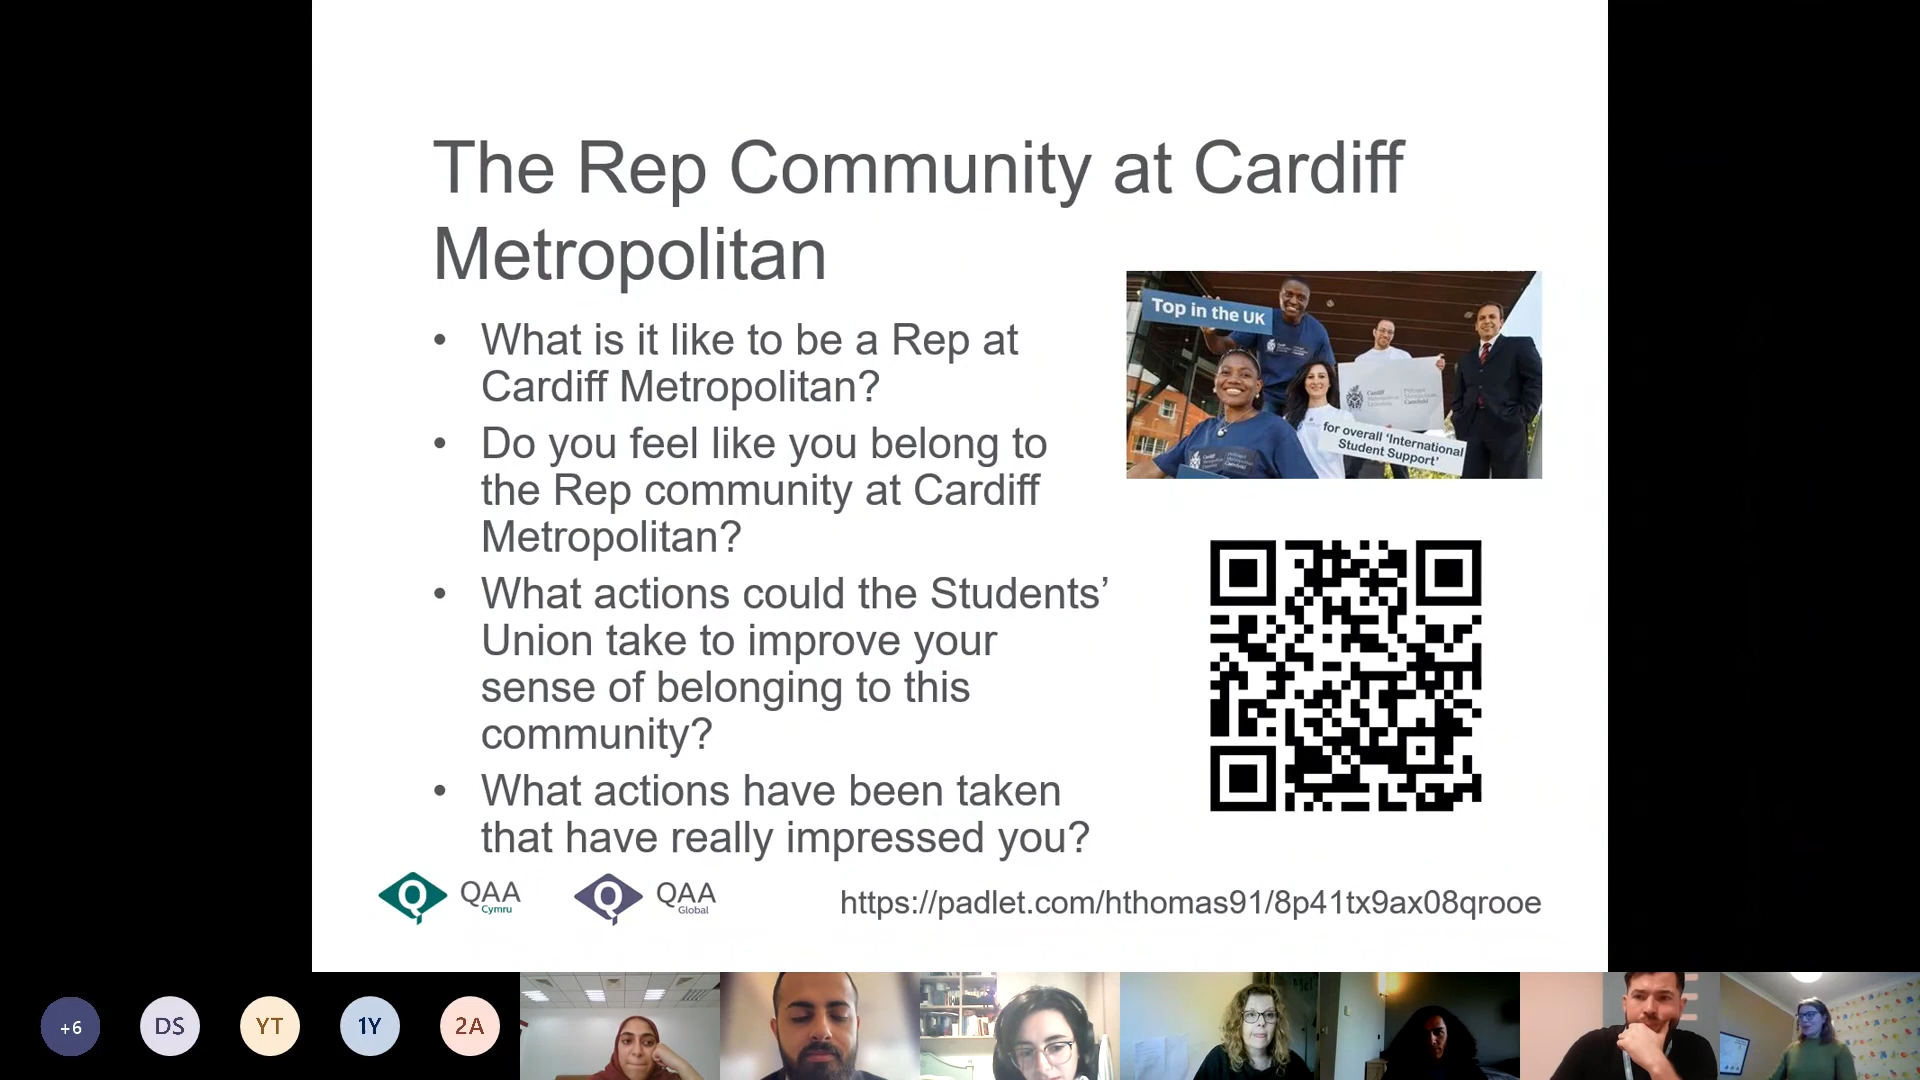 The Rep Community at Cardiff
Metropolitan
• What is it like to be a Rep at
Cardiff Metropolitan?
• Do you feel like you belong to
the Rep community at Cardiff
Metropolitan?
• What actions could the Students’
Union take to improve your
sense of belonging to this
community?
• What actions have been taken
that have really impressed you?
Top in the UK
Cardiff
Metropolitan
for overall ‘International
Student Support’
QAA
Cymru
QAA
Global
https://padlet.com/hthomas91/8p41tx9ax08qrooe
+6
DS
YT
1Y
2A